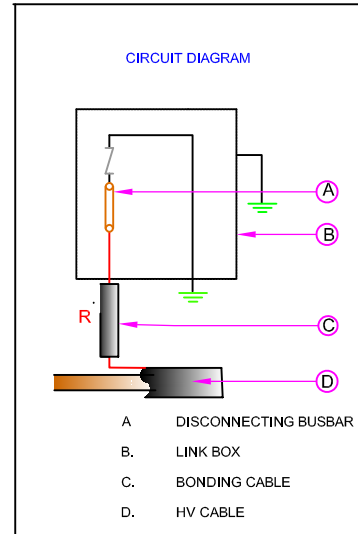 CIRCUIT DIAGRAM
A
B
R
C
D
A DISCONNECTING BUSBAR
B. LINK BOX
C. BONDING CABLE
D. HV CABLE